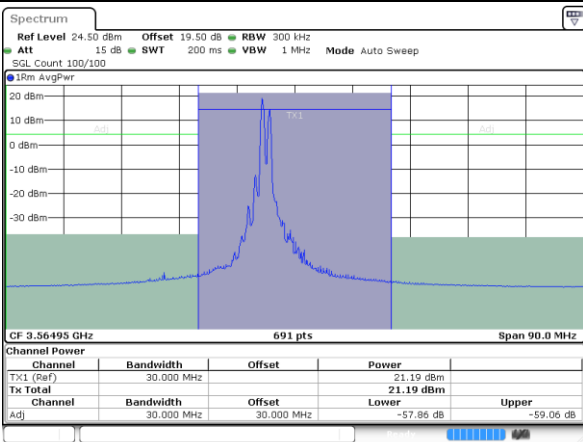 Spectrum
Ref Level 24.50 dBm Offset 19.50 dB RBW 300 kHz
Att 15 dB SWT 200 ms VBW 1 MHz Mode Auto Sweep
SGL Count 100/100
1Rm AvgPwr
20 dBm
TX1
10 dBm
Adj Adj
0 dBm
-10 dBm
-20 dBm
-30 dBm
CF 3.56495 GHz 691 pts Span 90.0 MHz
Channel Power
Channel Bandwidth Offset Power
TX1 (Ref) 30.000 MHz 21.19 dBm
Tx Total 21.19 dBm
Channel Bandwidth Offset Lower Upper
Adj 30.000 MHz 30.000 MHz -57.86 dB -59.06 dB